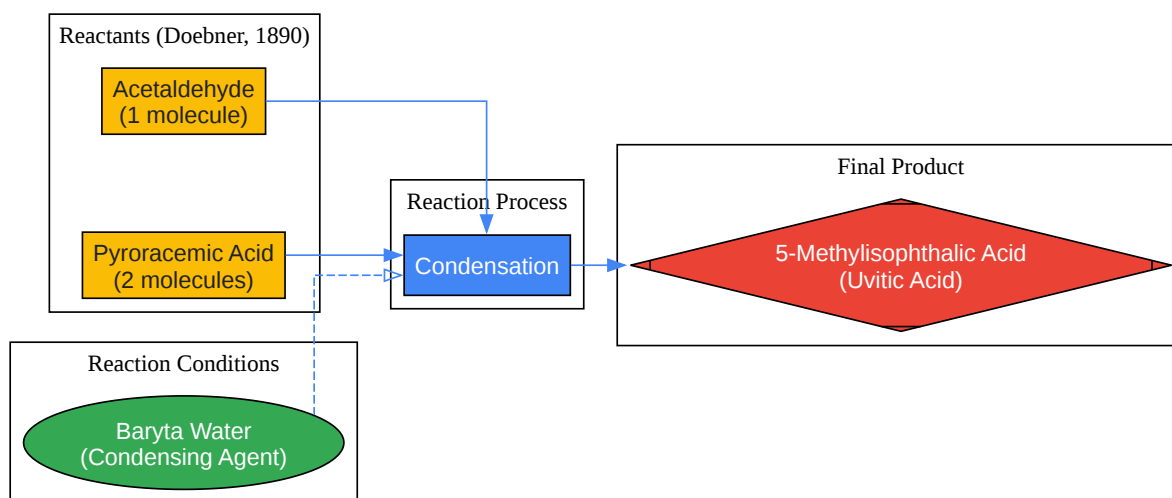 Reactants (Doebner, 1890)
Acetaldehyde
(1 molecule)
Pyroracemic Acid
(2 molecules)
Reaction Conditions
Baryta Water
(Condensing Agent)
Reaction Process
Condensation
Final Product
5-Methylisophthalic Acid
(Uvitic Acid)